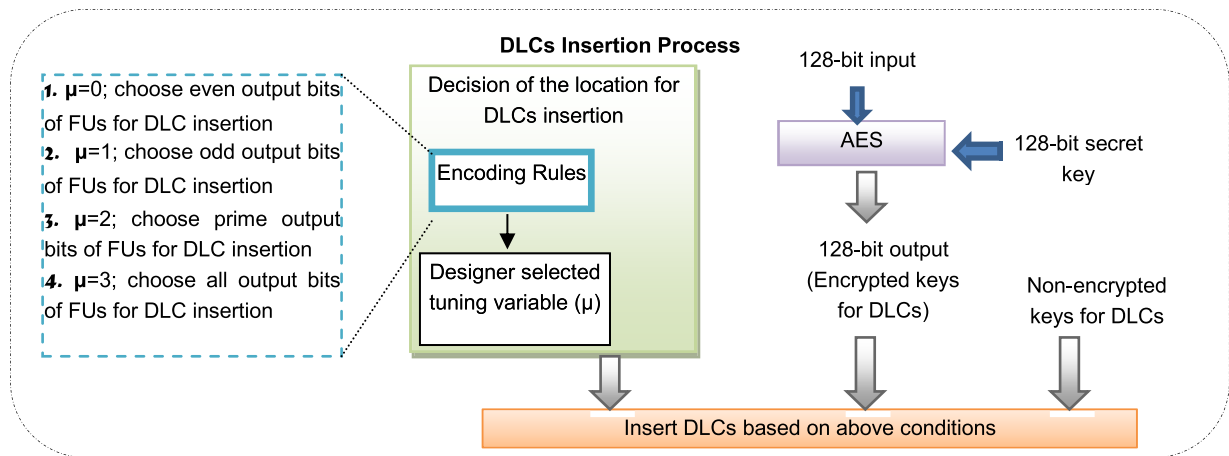 DLCs Insertion Process
1. μ=0; choose even output bits
of FUs for DLC insertion
2. μ=1; choose odd output bits
of FUs for DLC insertion
3. μ=2; choose prime output
bits of FUs for DLC insertion
4. μ=3; choose all output bits
of FUs for DLC insertion
Decision of the location for
DLCs insertion
Encoding Rules
Designer selected
tuning variable (μ)
128-bit input
AES
128-bit secret
key
128-bit output
(Encrypted keys
for DLCs)
Non-encrypted
keys for DLCs
Insert DLCs based on above conditions